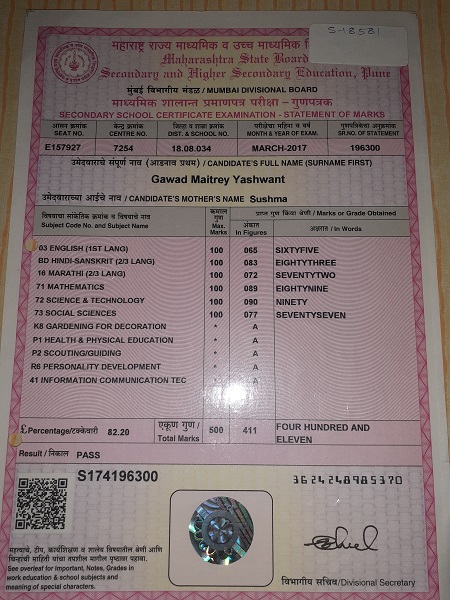 S-18581
महाराष्ट्र राज्य माध्यमिक व उच्च माध्यमिक
Maharashtra State Board
Secondary and Higher Secondary Education, Pune
मुंबई विभागीय मंडळ / MUMBAI DIVISIONAL BOARD
माध्यमिक शालान्त प्रमाणपत्र परीक्षा - गुणपत्रक
SECONDARY SCHOOL CERTIFICATE EXAMINATION - STATEMENT OF MARKS
आसन क्रमांक केन्द्र क्रमांक जिल्हा व शाळा क्रमांक परीक्षेचा महिना व वर्ष गुणपत्रिकेचा अनुक्रमांक
SEAT NO. CENTRE NO. DIST. & SCHOOL NO. MONTH & YEAR OF EXAM. SR.NO. OF STATEMENT
E157927 7254 18.08.034 MARCH-2017 196300
उमेदवाराचे संपूर्ण नाव (आडनाव प्रथम) / CANDIDATE'S FULL NAME (SURNAME FIRST)
Gawad Maitrey Yashwant
उमेदवाराच्या आईचे नाव / CANDIDATE'S MOTHER'S NAME Sushma
विषयाचा सांकेतिक क्रमांक व विषयाचे नाव
Subject Code No. and Subject Name
कमाल गुण
Max. Marks
प्राप्त गुण किंवा श्रेणी / Marks or Grade Obtained
अंकात
In Figures
अक्षरात / In Words
03 ENGLISH (1ST LANG) 100 065 SIXTYFIVE
BD HINDI-SANSKRIT (2/3 LANG) 100 083 EIGHTYTHREE
16 MARATHI (2/3 LANG) 100 072 SEVENTYTWO
71 MATHEMATICS 100 089 EIGHTYNINE
72 SCIENCE & TECHNOLOGY 100 090 NINETY
73 SOCIAL SCIENCES 100 077 SEVENTYSEVEN
K8 GARDENING FOR DECORATION * A
P1 HEALTH & PHYSICAL EDUCATION * A
P2 SCOUTING/GUIDING * A
R6 PERSONALITY DEVELOPMENT * A
41 INFORMATION COMMUNICATION TEC * A
£ Percentage/टक्केवारी 82.20 एकूण गुण / Total Marks 500 411 FOUR HUNDRED AND ELEVEN
Result / निकाल PASS
S174196300
3624248985370
महत्वाचे, टीप, कार्यशिक्षण व शालेय विषयातील श्रेणी आणि
चिन्हांची माहिती यांचा तपशील मागील पृष्ठावर पहावा.
See overleaf for Important, Notes, Grades in
work education & school subjects and
meaning of special characters.
विभागीय सचिव/Divisional Secretary